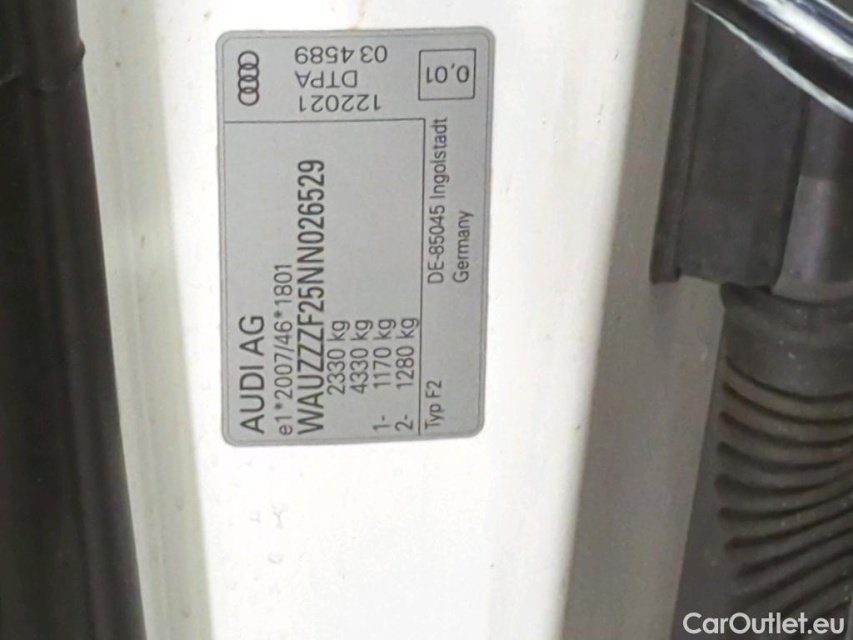 AUDI AG
e1*2007/46*1801
WAUZZZF25NN026529
2330 kg
4330 kg
1- 1170 kg
2- 1280 kg
Typ F2
DE-85045 Ingolstadt
Germany
122021
DTPA
03 4589
0,01
CarOutlet.eu